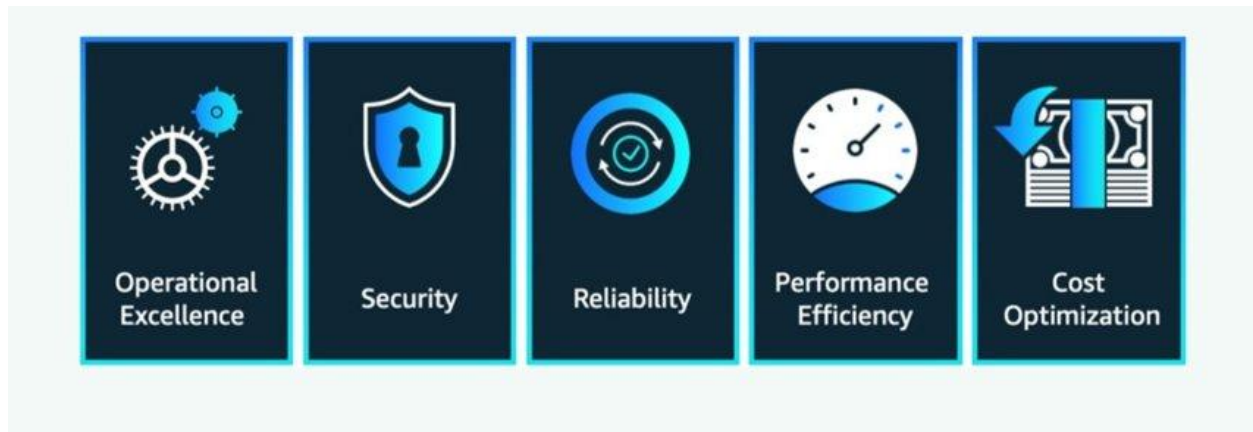 Operational
Excellence
Security
Reliability
Performance
Efficiency
Cost
Optimization